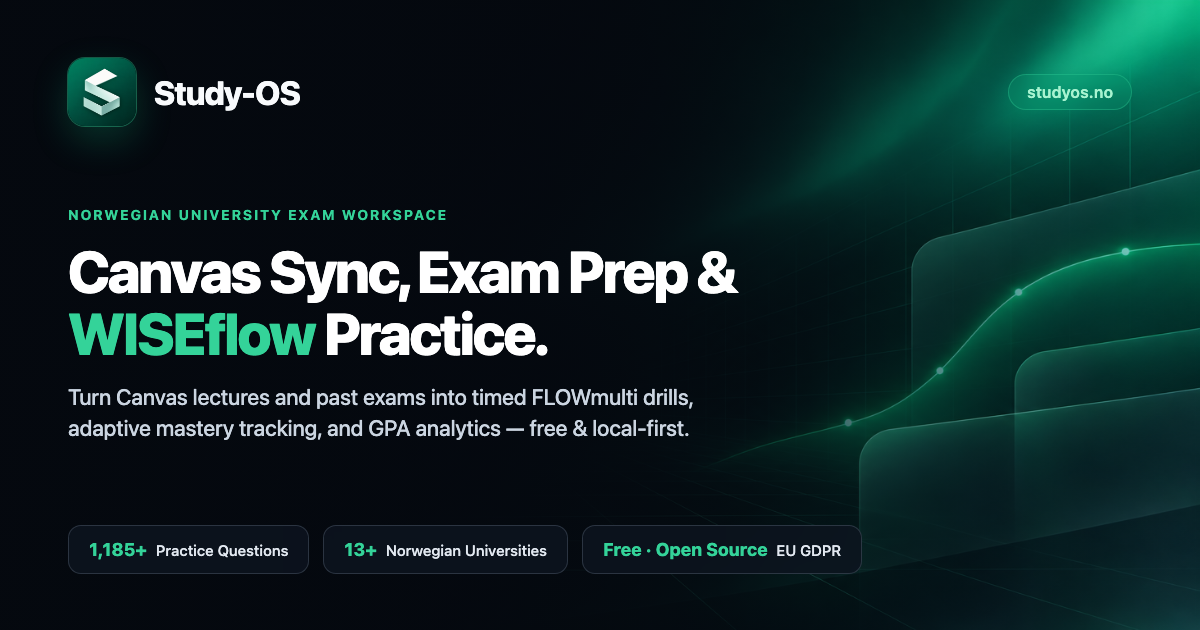 Study-OS
studyos.no
NORWEGIAN UNIVERSITY EXAM WORKSPACE
Canvas Sync, Exam Prep &
WISEflow Practice.
Turn Canvas lectures and past exams into timed FLOWmulti drills,
adaptive mastery tracking, and GPA analytics — free & local-first.
1,185+ Practice Questions
13+ Norwegian Universities
Free · Open Source EU GDPR